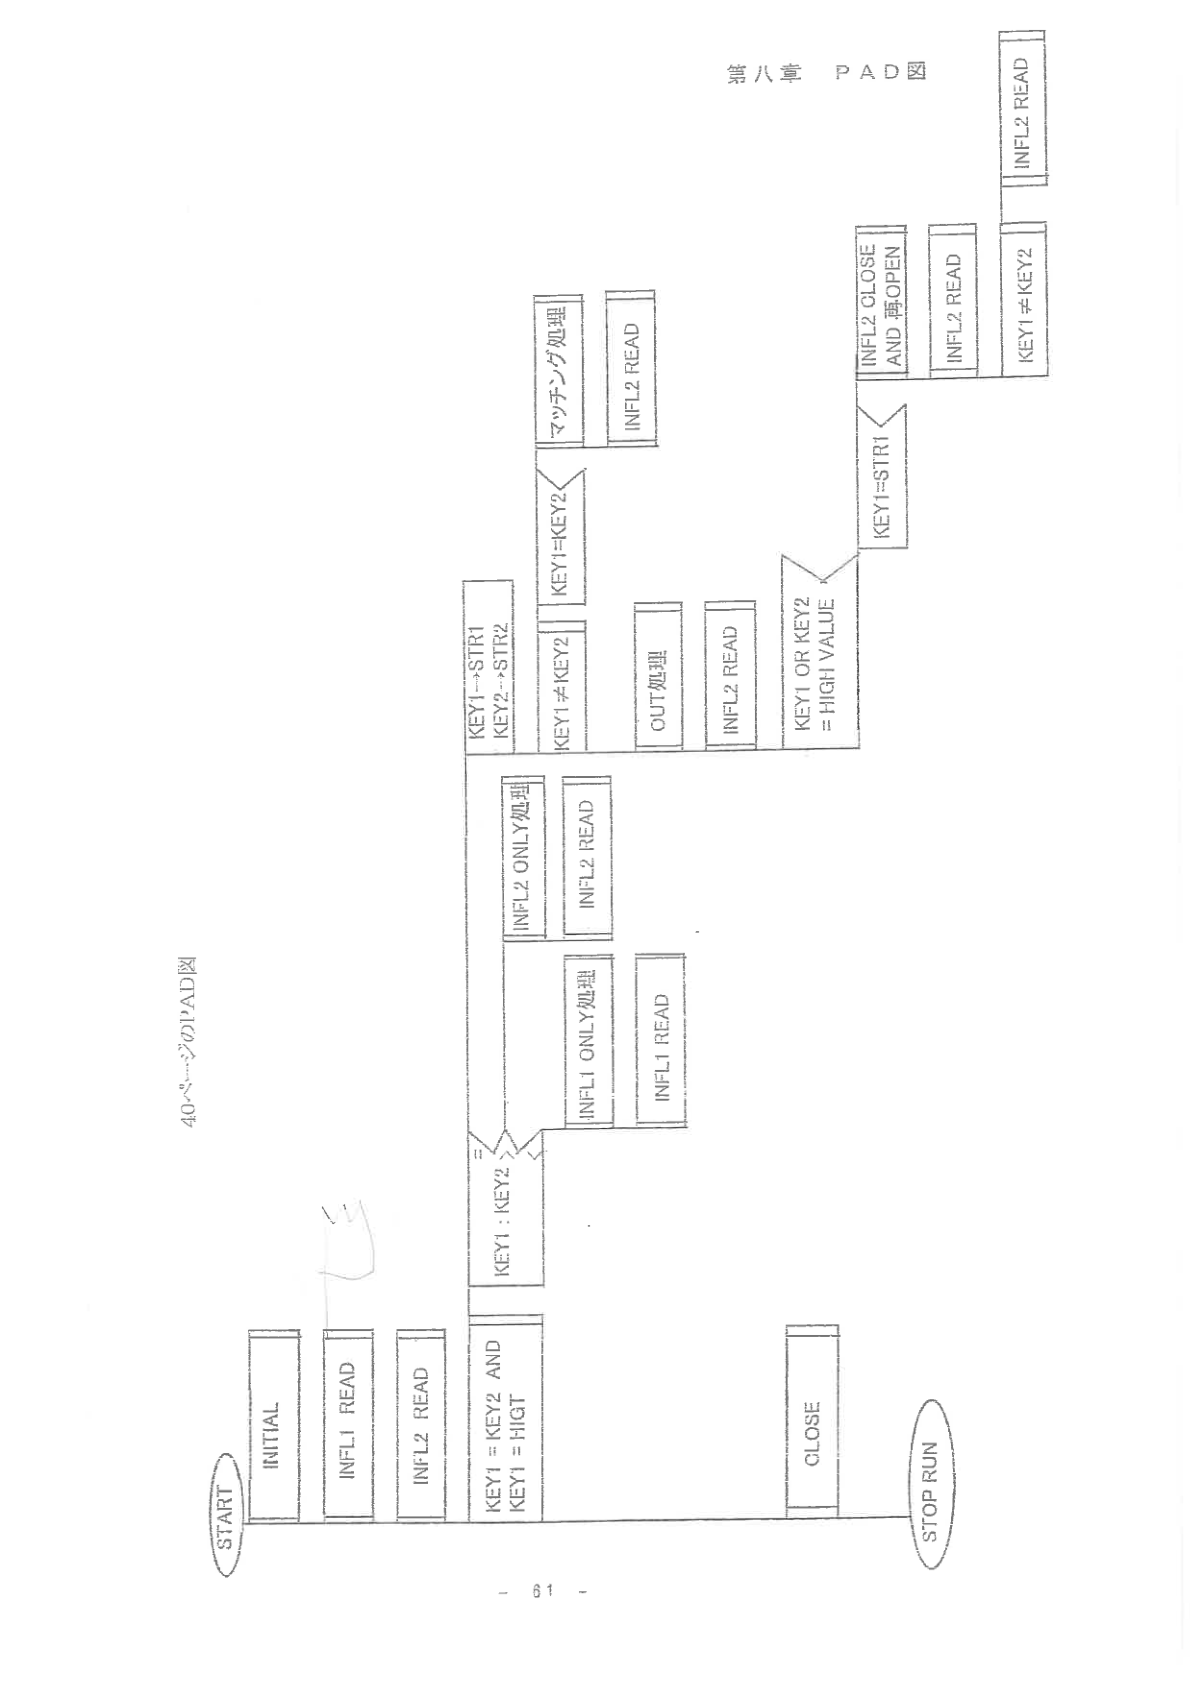 第八章　ＰＡＤ図
40ページのPAD図
START
INITIAL
INFL1 READ
INFL2 READ
KEY1 = KEY2 AND
KEY1 = HIGT
KEY1 : KEY2
=
<
>
KEY1→STR1
KEY2→STR2
KEY1≠KEY2
KEY1=KEY2
マッチング処理
INFL2 READ
OUT処理
INFL2 READ
KEY1 OR KEY2
= HIGH VALUE
KEY1=STR1
INFL2 CLOSE
AND 再OPEN
INFL2 READ
KEY1≠KEY2
INFL2 READ
INFL2 ONLY処理
INFL2 READ
INFL1 ONLY処理
INFL1 READ
CLOSE
STOP RUN
－ 61 －